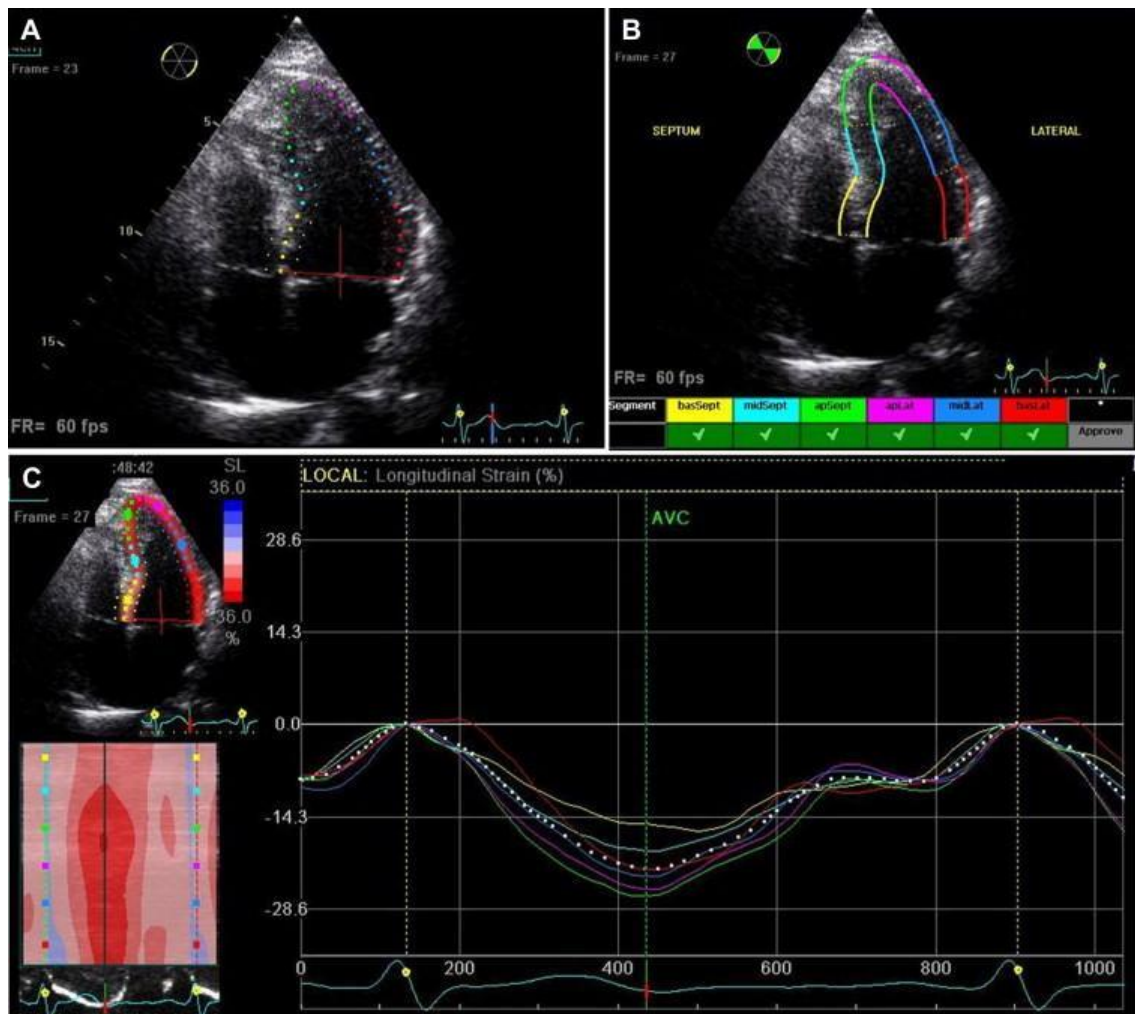 A
4CH
Frame = 23
5
10
15
FR= 60 fps
B
Frame = 27
SEPTUM
LATERAL
FR= 60 fps
Segment basSept midSept apSept apLat midLat basLat
Approve
C
:48:42
SL
36.0
Frame = 27
36.0
%
LOCAL: Longitudinal Strain (%)
AVC
28.6
14.3
0.0
-14.3
-28.6
0 200 400 600 800 1000